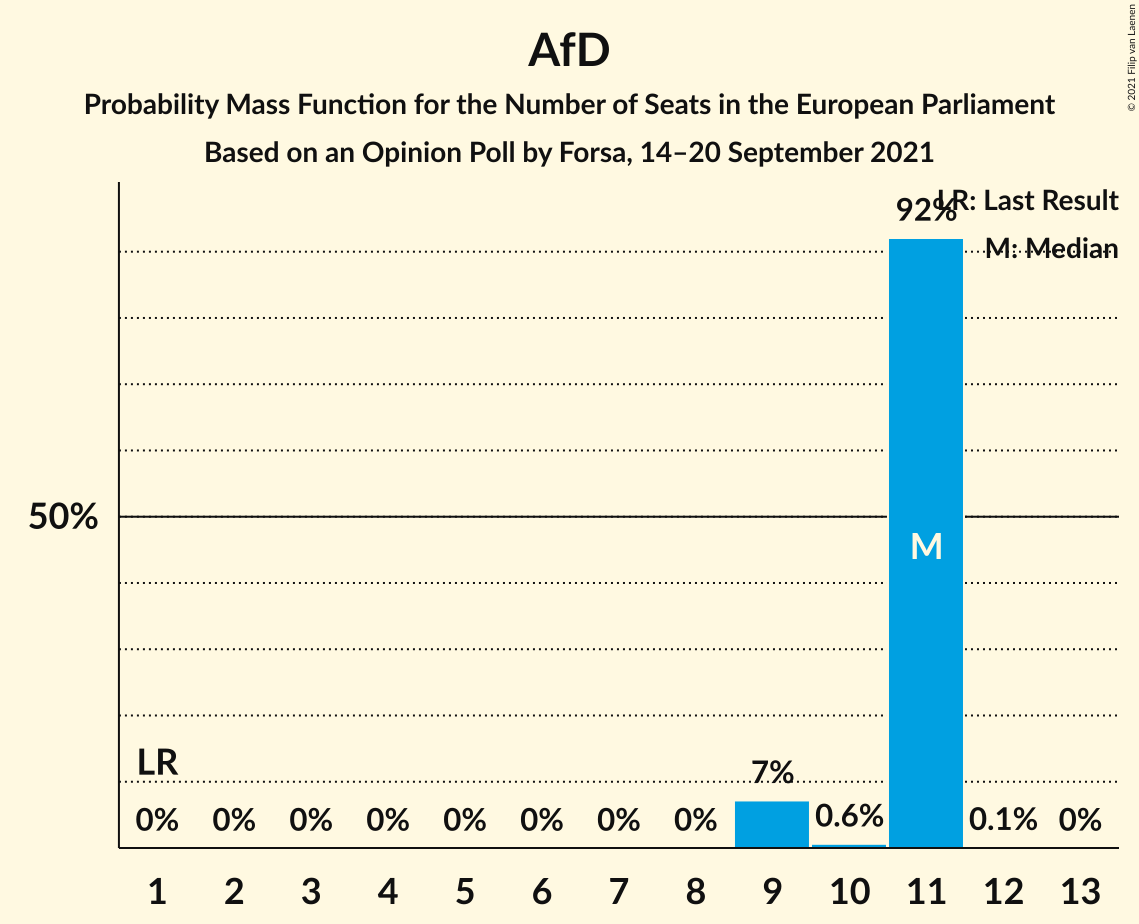 AfD
Probability Mass Function for the Number of Seats in the European Parliament
Based on an Opinion Poll by Forsa, 14–20 September 2021
© 2021 Filip van Laenen
LR: Last Result
M: Median
92%
50%
M
LR
7%
0% 0% 0% 0% 0% 0% 0% 0% 0.6% 0.1% 0%
1 2 3 4 5 6 7 8 9 10 11 12 13